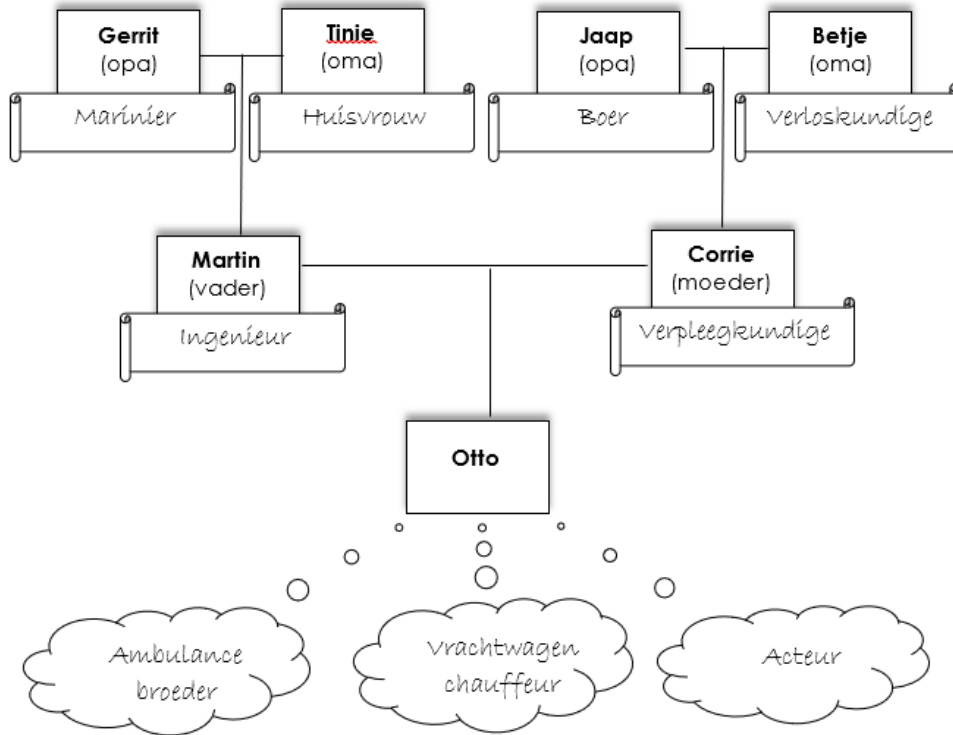 Gerrit
(opa)
Tinie
(oma)
Jaap
(opa)
Betje
(oma)
Marinier
Huisvrouw
Boer
Verloskundige
Martin
(vader)
Corrie
(moeder)
Ingenieur
Verpleegkundige
Otto
Ambulance
broeder
Vrachtwagen
chauffeur
Acteur